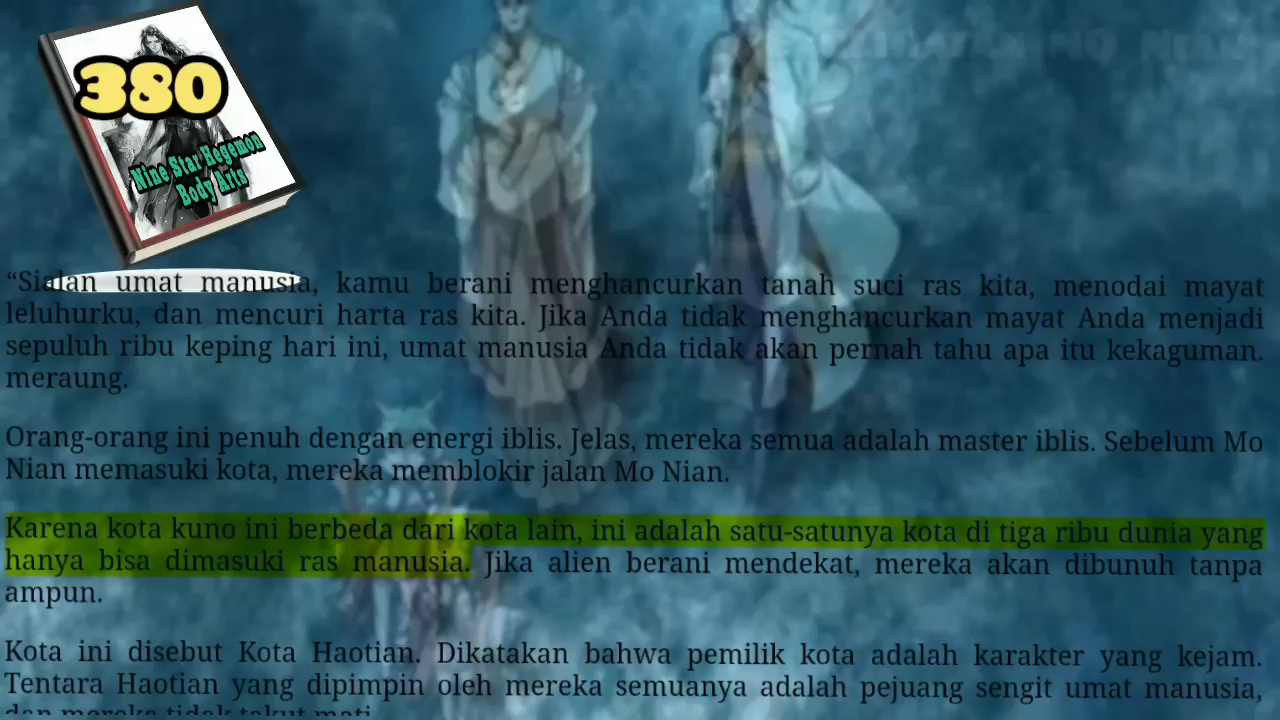 380
Nine Star Hegemon
Body Arts
“Sialan umat manusia, kamu berani menghancurkan tanah suci ras kita, menodai mayat
leluhurku, dan mencuri harta ras kita. Jika Anda tidak menghancurkan mayat Anda menjadi
sepuluh ribu keping hari ini, umat manusia Anda tidak akan pernah tahu apa itu kekaguman.
meraung.
Orang-orang ini penuh dengan energi iblis. Jelas, mereka semua adalah master iblis. Sebelum Mo
Nian memasuki kota, mereka memblokir jalan Mo Nian.
Karena kota kuno ini berbeda dari kota lain, ini adalah satu-satunya kota di tiga ribu dunia yang
hanya bisa dimasuki ras manusia. Jika alien berani mendekat, mereka akan dibunuh tanpa
ampun.
Kota ini disebut Kota Haotian. Dikatakan bahwa pemilik kota adalah karakter yang kejam.
Tentara Haotian yang dipimpin oleh mereka semuanya adalah pejuang sengit umat manusia,
dan mereka tidak takut mati